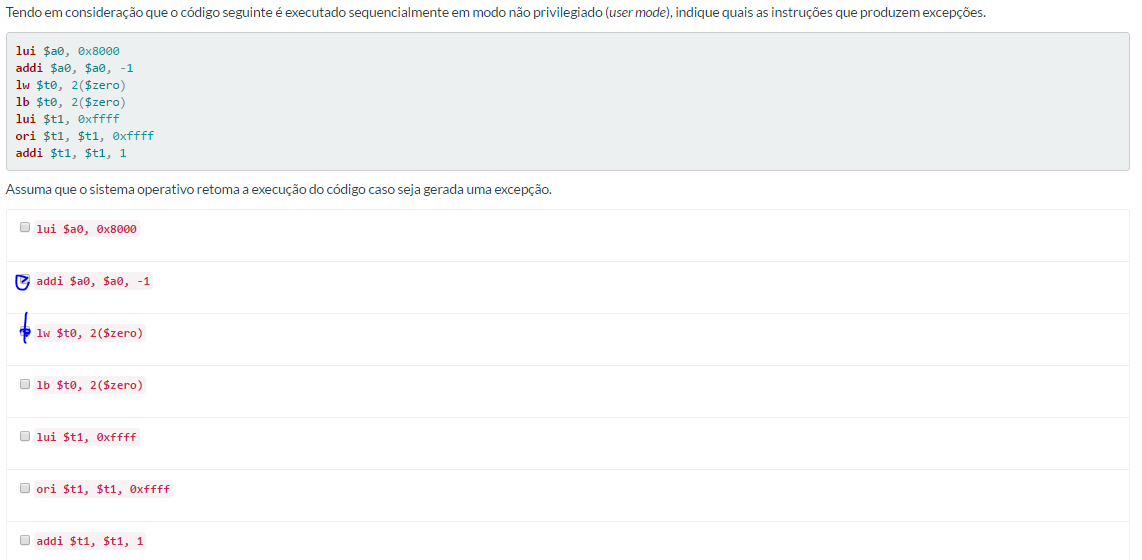 Tendo em consideração que o código seguinte é executado sequencialmente em modo não privilegiado (user mode), indique quais as instruções que produzem excepções.
lui $a0, 0x8000
addi $a0, $a0, -1
lw $t0, 2($zero)
lb $t0, 2($zero)
lui $t1, 0xffff
ori $t1, $t1, 0xffff
addi $t1, $t1, 1
Assuma que o sistema operativo retoma a execução do código caso seja gerada uma excepção.
lui $a0, 0x8000
addi $a0, $a0, -1
lw $t0, 2($zero)
lb $t0, 2($zero)
lui $t1, 0xffff
ori $t1, $t1, 0xffff
addi $t1, $t1, 1